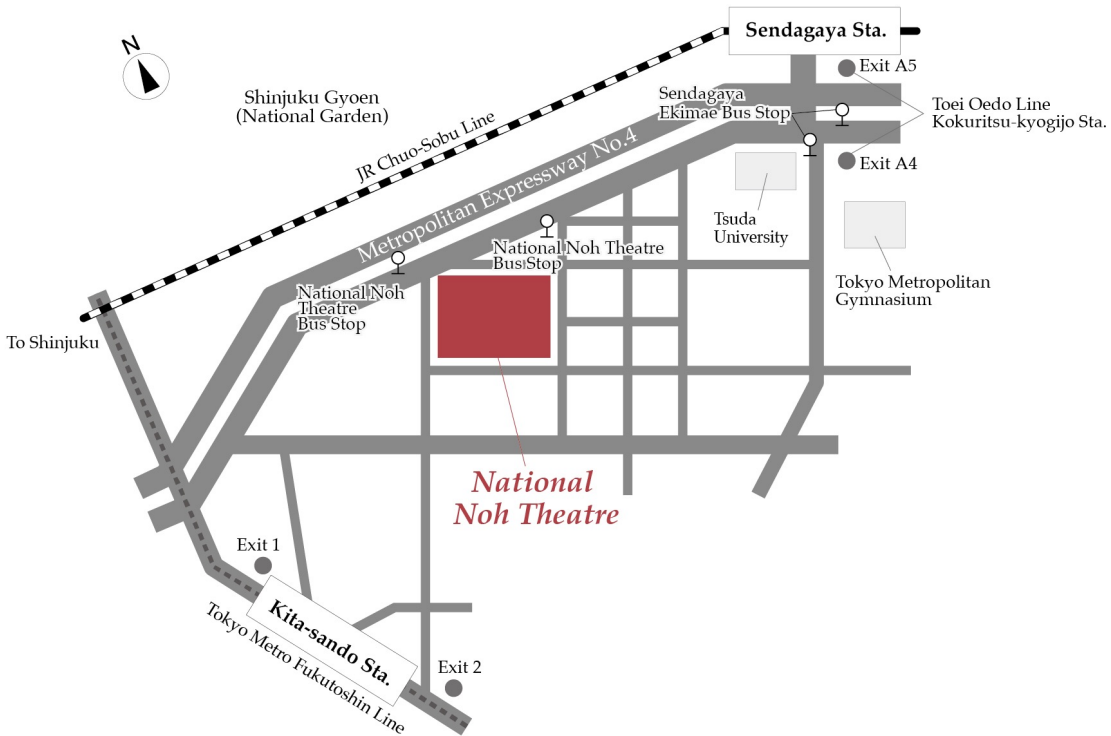 N
Sendagaya Sta.
Exit A5
Shinjuku Gyoen
(National Garden)
Sendagaya
Ekimae Bus Stop
Toei Oedo Line
Kokuritsu-kyogijo Sta.
JR Chuo-Sobu Line
Metropolitan Expressway No.4
Exit A4
Tsuda
University
National Noh Theatre
Bus Stop
Tokyo Metropolitan
Gymnasium
National Noh
Theatre
Bus Stop
To Shinjuku
National
Noh Theatre
Exit 1
Kita-sando Sta.
Tokyo Metro Fukutoshin Line
Exit 2